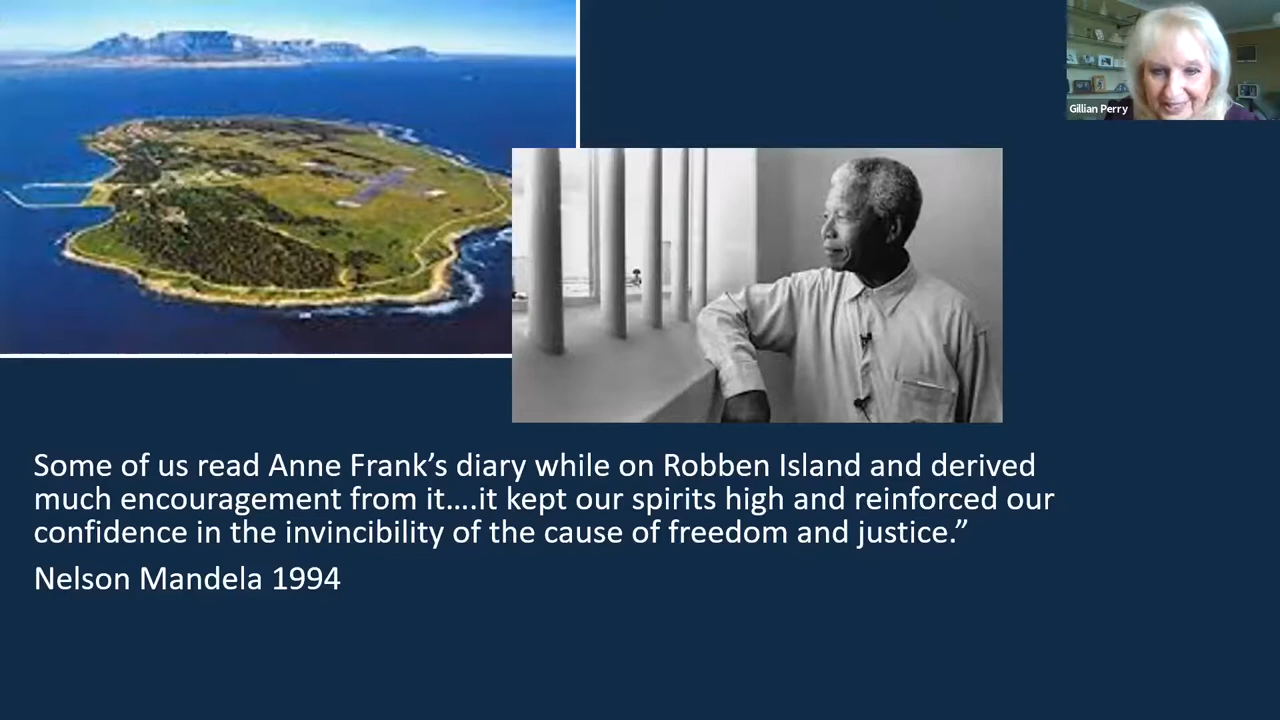 Gillian Perry
Some of us read Anne Frank’s diary while on Robben Island and derived
much encouragement from it….it kept our spirits high and reinforced our
confidence in the invincibility of the cause of freedom and justice.”
Nelson Mandela 1994